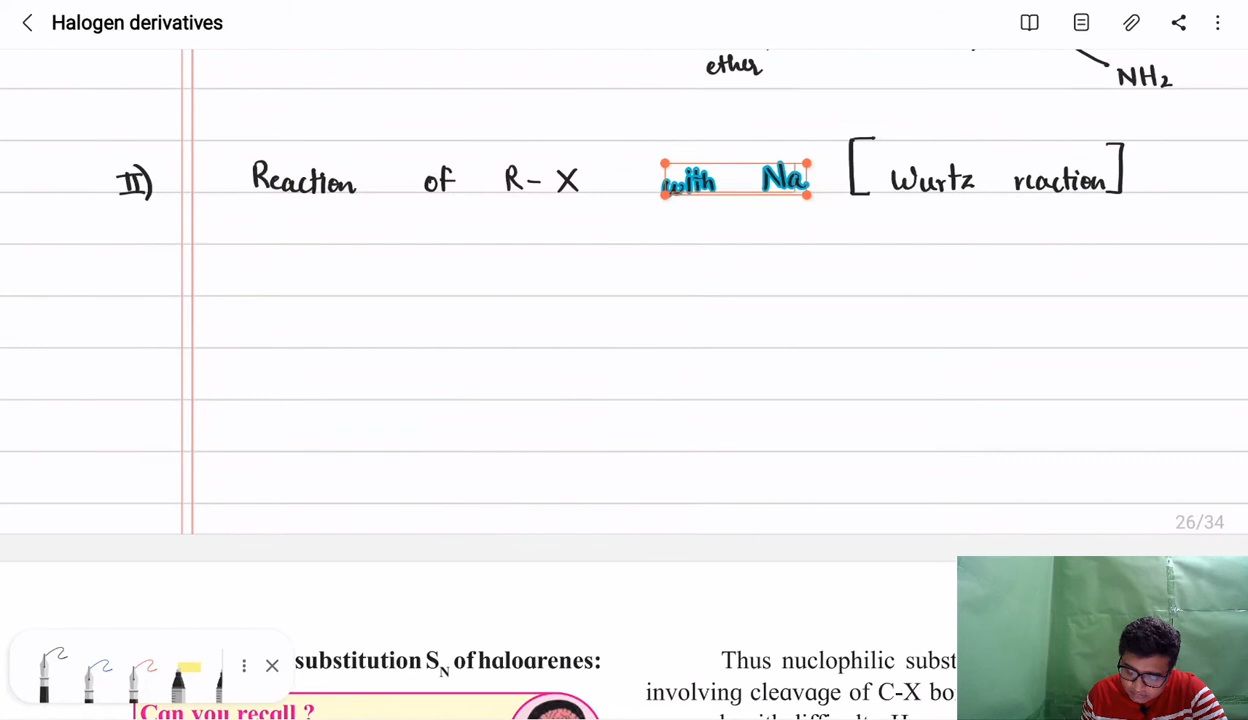 Halogen derivatives
ether
NH2
II) Reaction of R-X with Na [Wurtz reaction]
26/34
substitution SN of haloarenes:
Can you recall ?
Thus nuclophilic subst
involving cleavage of C-X bo